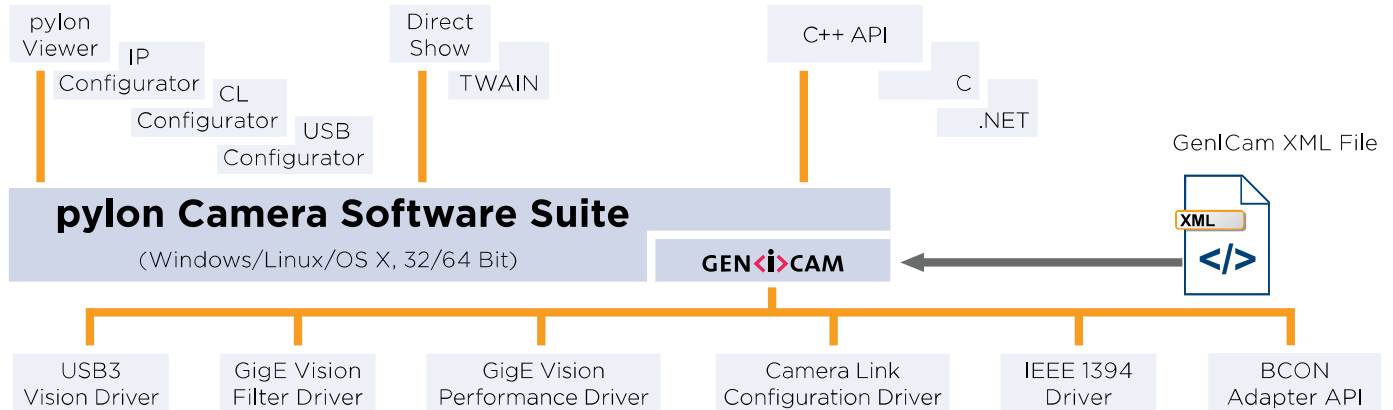 pylon
Viewer
IP
Configurator
CL
Configurator
USB
Configurator
Direct
Show
TWAIN
C++ API
C
.NET
GenICam XML File
XML
</>
pylon Camera Software Suite
(Windows/Linux/OS X, 32/64 Bit)
GEN<i>CAM
USB3
Vision Driver
GigE Vision
Filter Driver
GigE Vision
Performance Driver
Camera Link
Configuration Driver
IEEE 1394
Driver
BCON
Adapter API